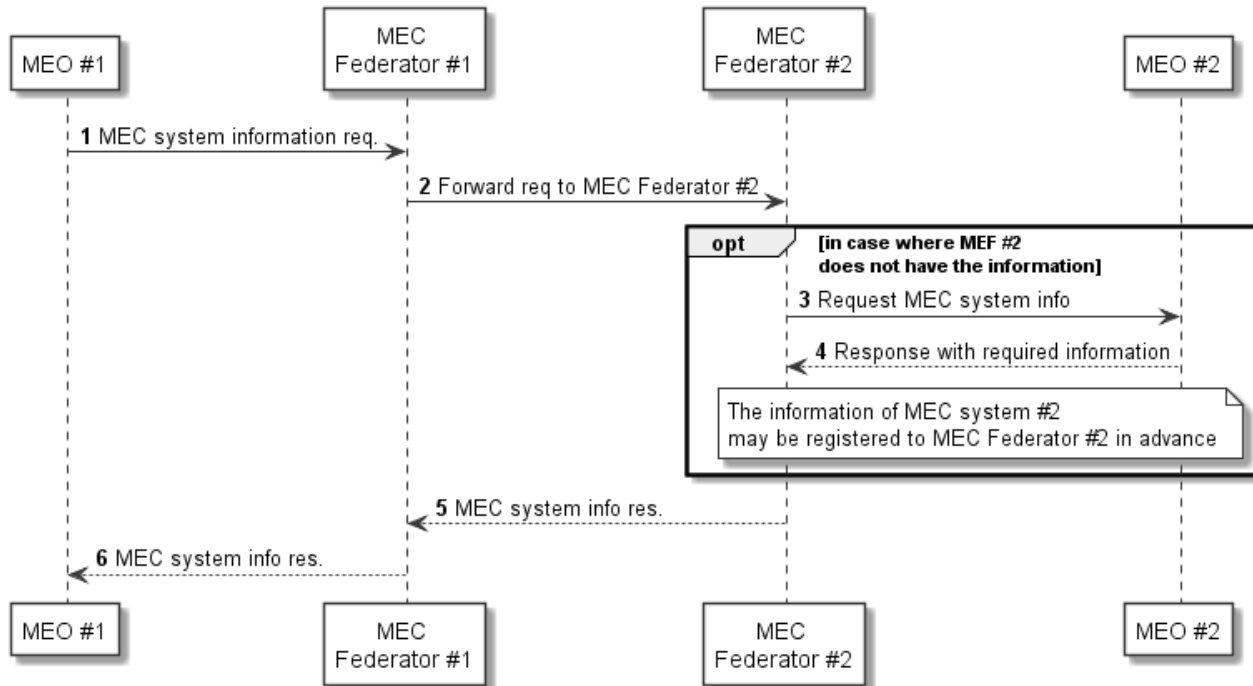 MEO #1
MEC
Federator #1
MEC
Federator #2
MEO #2
1 MEC system information req.
2 Forward req to MEC Federator #2
opt
[in case where MEF #2
does not have the information]
3 Request MEC system info
4 Response with required information
The information of MEC system #2
may be registered to MEC Federator #2 in advance
5 MEC system info res.
6 MEC system info res.
MEO #1
MEC
Federator #1
MEC
Federator #2
MEO #2